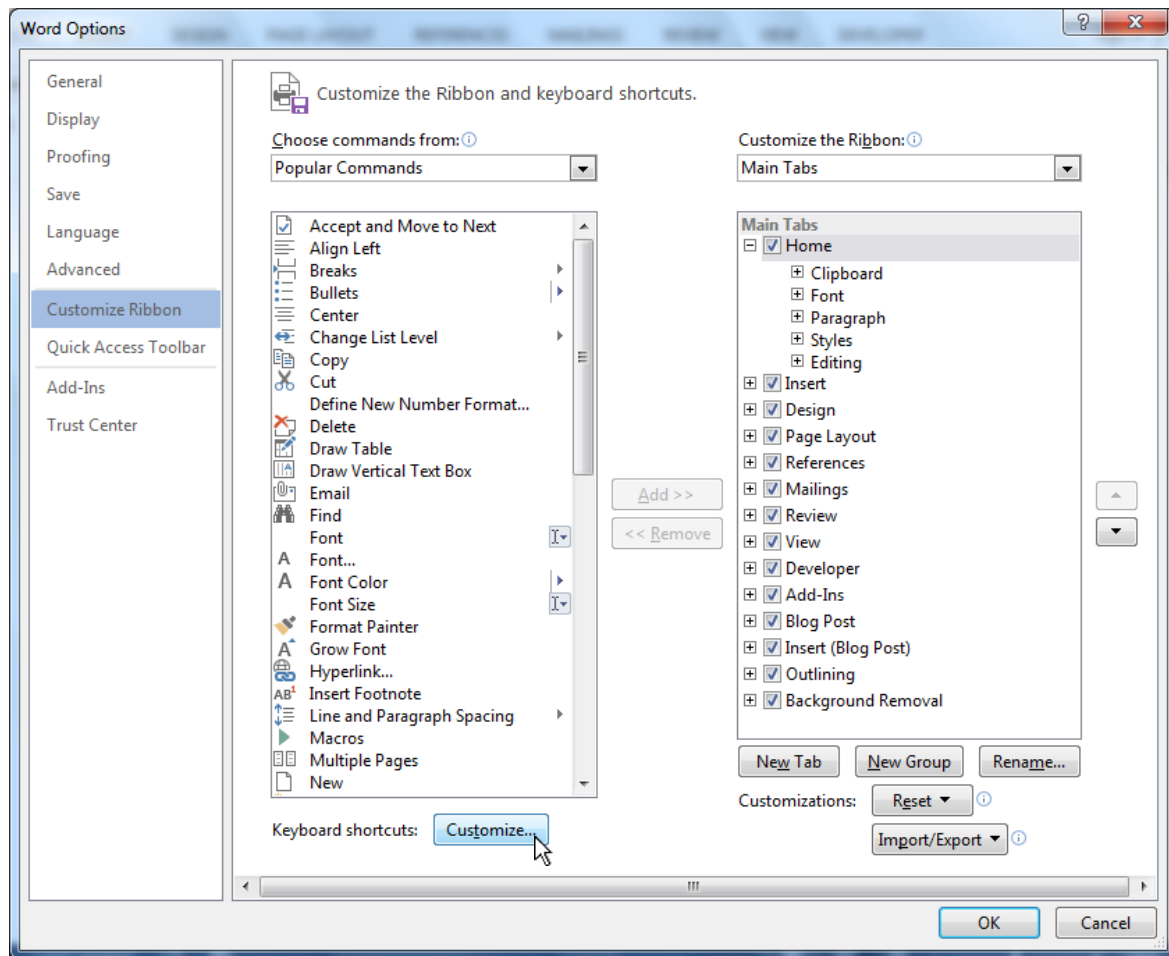 Word Options
General
Display
Proofing
Save
Language
Advanced
Customize Ribbon
Quick Access Toolbar
Add-Ins
Trust Center
Customize the Ribbon and keyboard shortcuts.
Choose commands from:
Popular Commands
Accept and Move to Next
Align Left
Breaks
Bullets
Center
Change List Level
Copy
Cut
Define New Number Format...
Delete
Draw Table
Draw Vertical Text Box
Email
Find
Font
Font...
Font Color
Font Size
Format Painter
Grow Font
Hyperlink...
Insert Footnote
Line and Paragraph Spacing
Macros
Multiple Pages
New
Keyboard shortcuts: Customize...
Add >>
<< Remove
Customize the Ribbon:
Main Tabs
Main Tabs
Home
Clipboard
Font
Paragraph
Styles
Editing
Insert
Design
Page Layout
References
Mailings
Review
View
Developer
Add-Ins
Blog Post
Insert (Blog Post)
Outlining
Background Removal
New Tab New Group Rename...
Customizations: Reset
Import/Export
OK Cancel